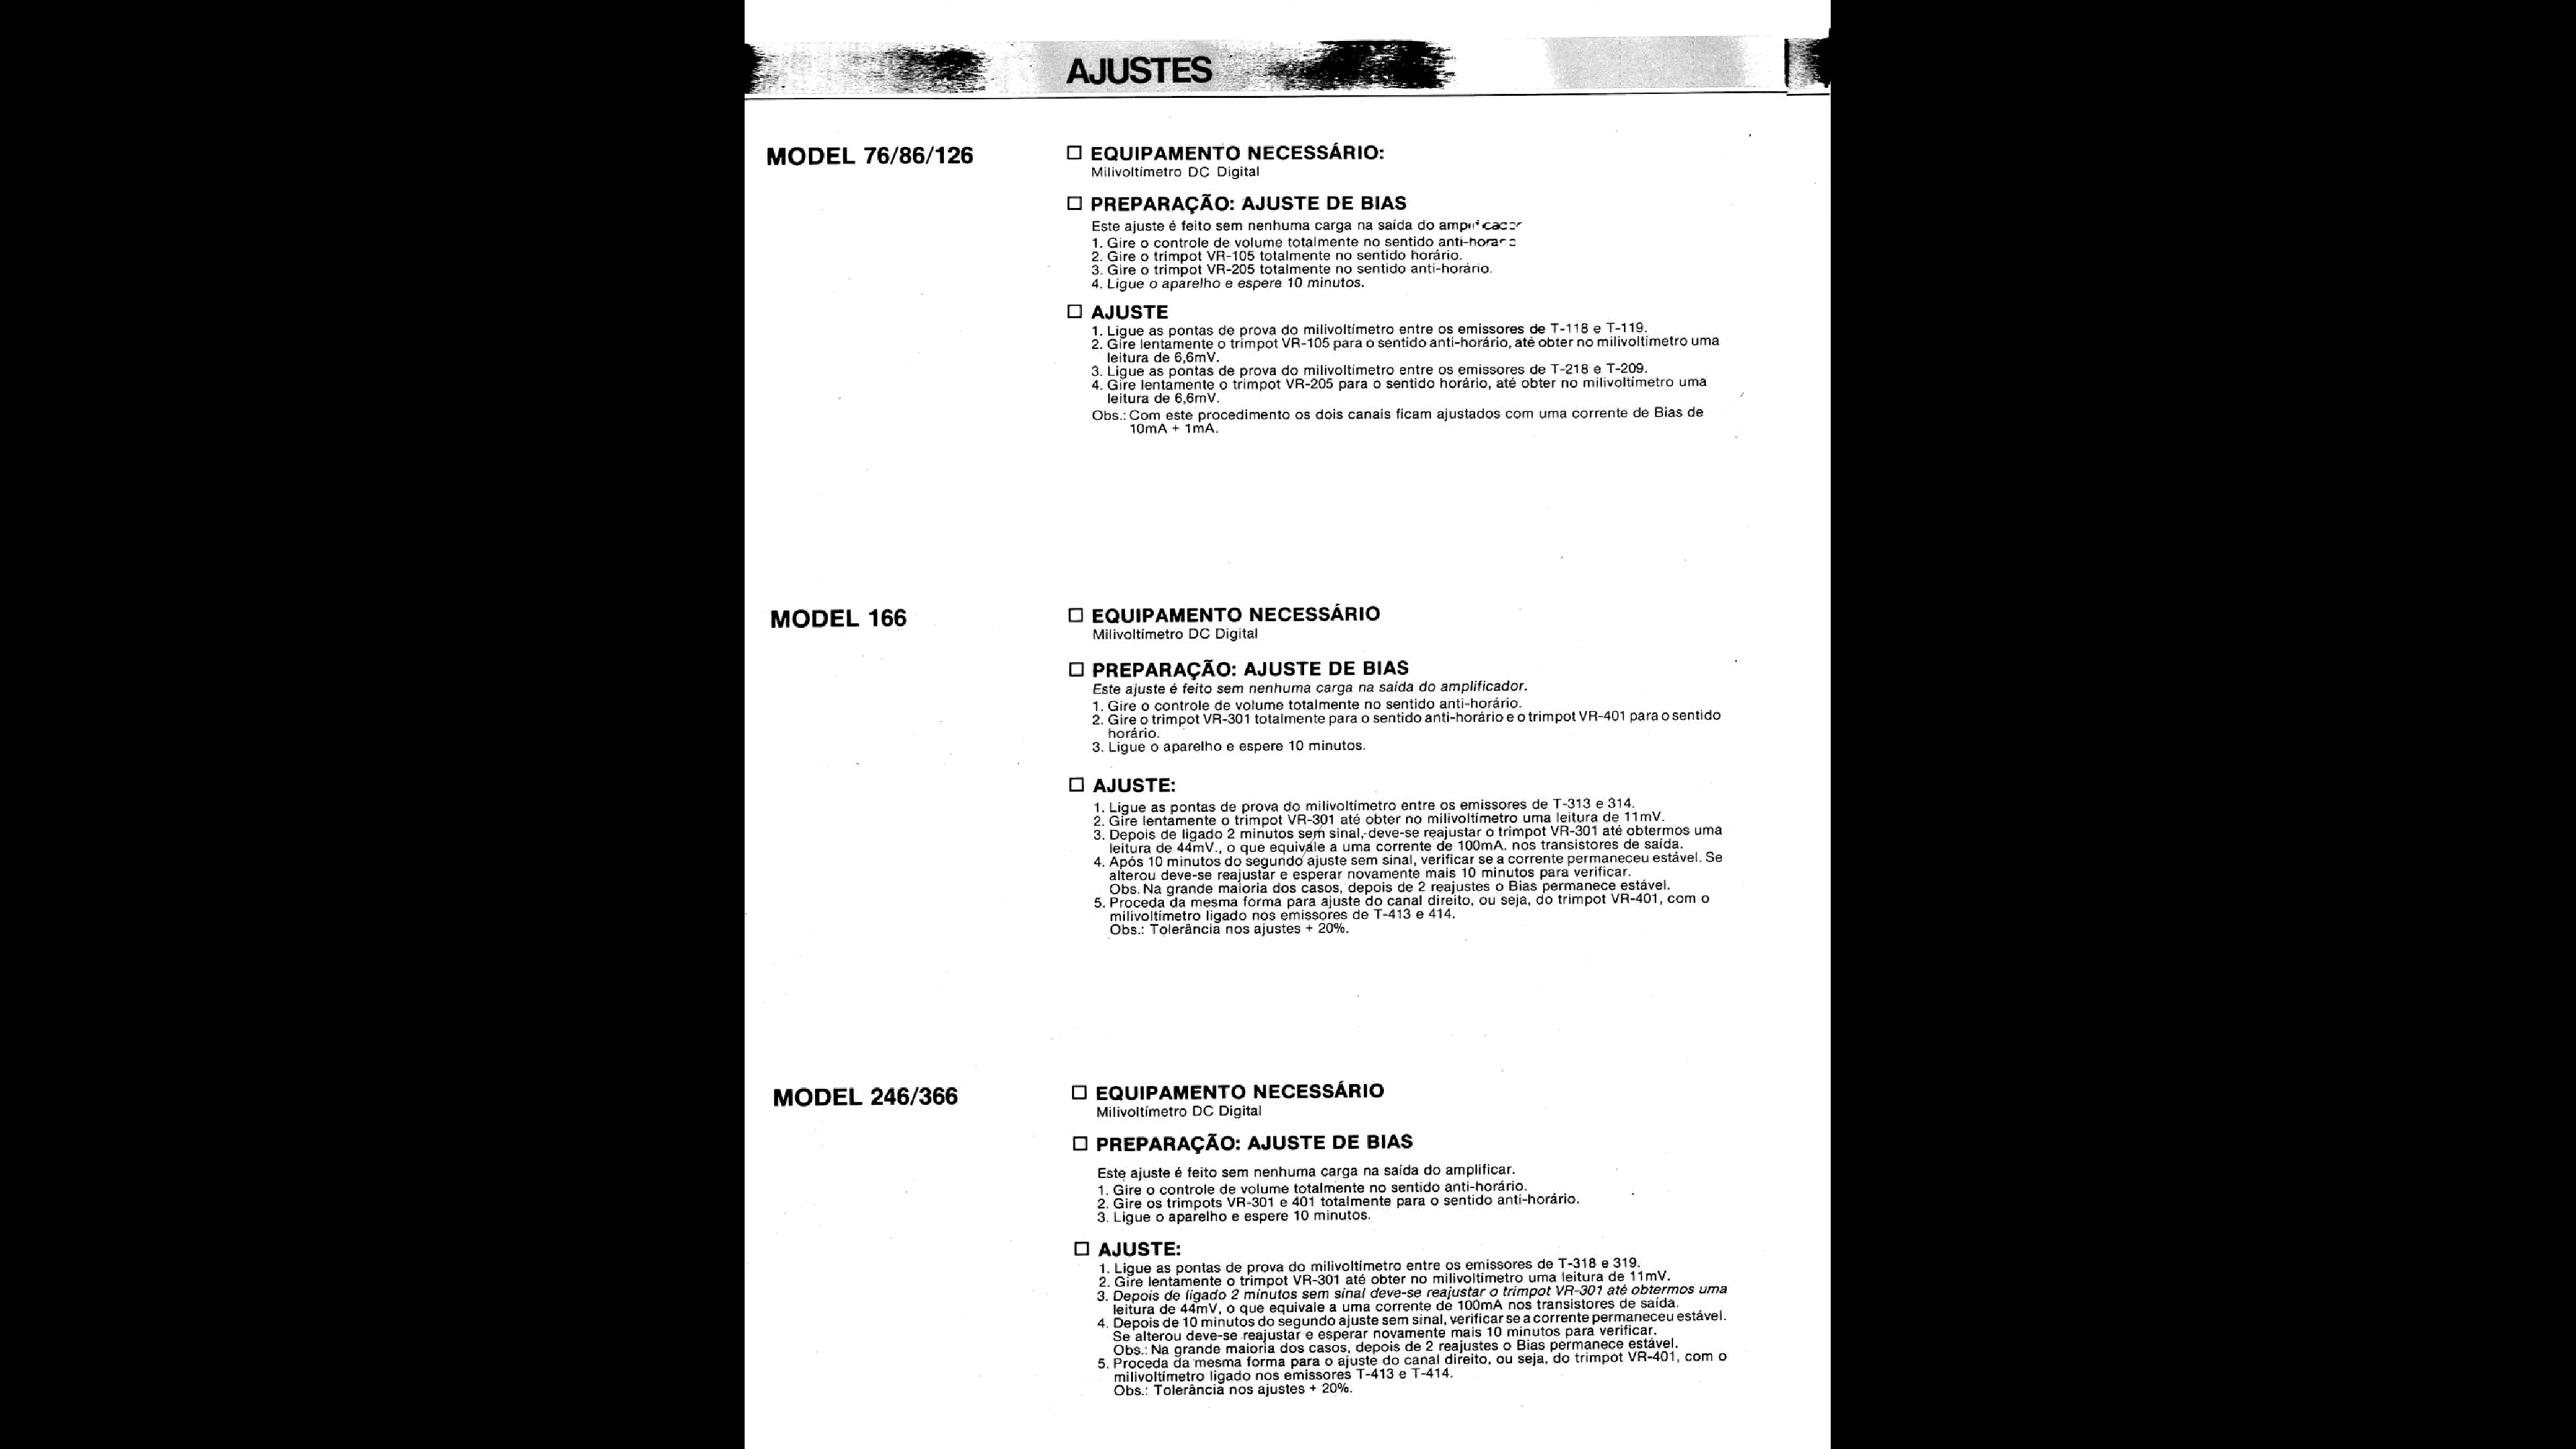 AJUSTES
MODEL 76/86/126
☐ EQUIPAMENTO NECESSÁRIO:
Milivoltímetro DC Digital
☐ PREPARAÇÃO: AJUSTE DE BIAS
Este ajuste é feito sem nenhuma carga na saída do
1. Gire o controle de volume totalmente no sentido
2. Gire o trimpot VR-105 totalmente no sentido horário.
3. Gire o trimpot VR-205 totalmente no sentido anti-horário.
4. Ligue o aparelho e espere 10 minutos.
☐ AJUSTE
1. Ligue as pontas de prova do milivoltímetro entre os emissores de T-118 e T-119.
2. Gire lentamente o trimpot VR-105 para o sentido anti-horário, até obter no milivoltímetro uma
leitura de 6,6mV.
3. Ligue as pontas de prova do milivoltímetro entre os emissores de T-218 e T-209.
4. Gire lentamente o trimpot VR-205 para o sentido horário, até obter no milivoltímetro uma
leitura de 6,6mV.
Obs.: Com este procedimento os dois canais ficam ajustados com uma corrente de Bias de
10mA + 1mA.
MODEL 166
☐ EQUIPAMENTO NECESSÁRIO
Milivoltímetro DC Digital
☐ PREPARAÇÃO: AJUSTE DE BIAS
Este ajuste é feito sem nenhuma carga na saída do amplificador.
1. Gire o controle de volume totalmente no sentido anti-horário.
2. Gire o trimpot VR-301 totalmente para o sentido anti-horário e o trimpot VR-401 para o sentido
horário.
3. Ligue o aparelho e espere 10 minutos.
☐ AJUSTE:
1. Ligue as pontas de prova do milivoltímetro entre os emissores de T-313 e 314.
2. Gire lentamente o trimpot VR-301 até obter no milivoltímetro uma leitura de 11mV.
3. Depois de ligado 2 minutos sem sinal, deve-se reajustar o trimpot VR-301 até obtermos uma
leitura de 44mV., o que equivale a uma corrente de 100mA. nos transistores de saída.
4. Após 10 minutos do segundo ajuste sem sinal, verificar se a corrente permaneceu estável. Se
alterou deve-se reajustar e esperar novamente mais 10 minutos para verificar.
Obs. Na grande maioria dos casos, depois de 2 reajustes o Bias permanece estável.
5. Proceda da mesma forma para ajuste do canal direito, ou seja, do trimpot VR-401, com o
milivoltímetro ligado nos emissores de T-413 e 414.
Obs.: Tolerância nos ajustes + 20%.
MODEL 246/366
☐ EQUIPAMENTO NECESSÁRIO
Milivoltímetro DC Digital
☐ PREPARAÇÃO: AJUSTE DE BIAS
Este ajuste é feito sem nenhuma carga na saída do amplificar.
1. Gire o controle de volume totalmente no sentido anti-horário.
2. Gire os trimpots VR-301 e 401 totalmente para o sentido anti-horário.
3. Ligue o aparelho e espere 10 minutos.
☐ AJUSTE:
1. Ligue as pontas de prova do milivoltímetro entre os emissores de T-318 e 319.
2. Gire lentamente o trimpot VR-301 até obter no milivoltímetro uma leitura de 11mV.
3. Depois de ligado 2 minutos sem sinal deve-se reajustar o trimpot VR-301 até obtermos uma
leitura de 44mV, o que equivale a uma corrente de 100mA nos transistores de saída.
4. Depois de 10 minutos do segundo ajuste sem sinal, verificar se a corrente permaneceu estável.
Se alterou deve-se reajustar e esperar novamente mais 10 minutos para verificar.
Obs.: Na grande maioria dos casos, depois de 2 reajustes o Bias permanece estável.
5. Proceda da mesma forma para o ajuste do canal direito, ou seja, do trimpot VR-401, com o
milivoltímetro ligado nos emissores T-413 e T-414.
Obs.: Tolerância nos ajustes + 20%.